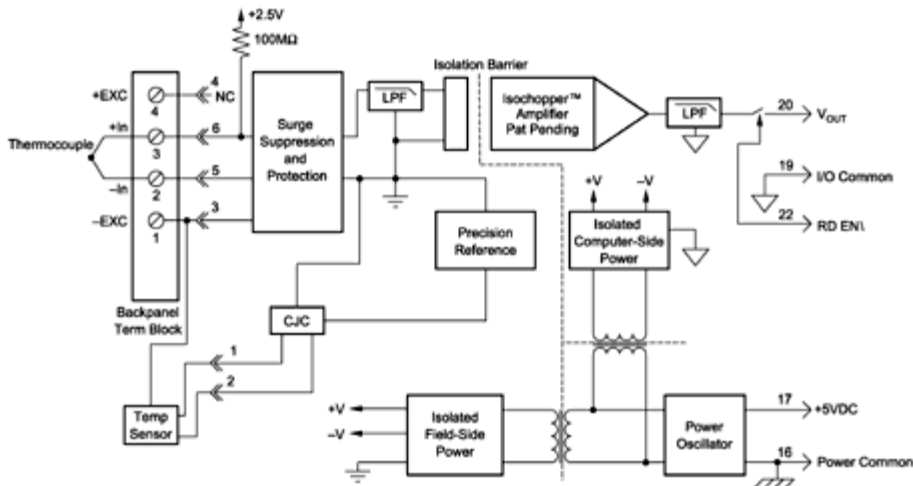 +2.5V
100MΩ
Isolation Barrier
+EXC
4
4
NC
LPF
Isochopper™
Amplifier
Pat Pending
LPF
20
VOUT
+In
3
6
Thermocouple
Surge
Suppression
and
Protection
–In
2
5
19
I/O Common
–EXC
1
3
+V
–V
22
RD EN\
Precision
Reference
Isolated
Computer-Side
Power
Backpanel
Term Block
CJC
1
2
Temp
Sensor
+V
–V
Isolated
Field-Side
Power
Power
Oscillator
17
+5VDC
16
Power Common